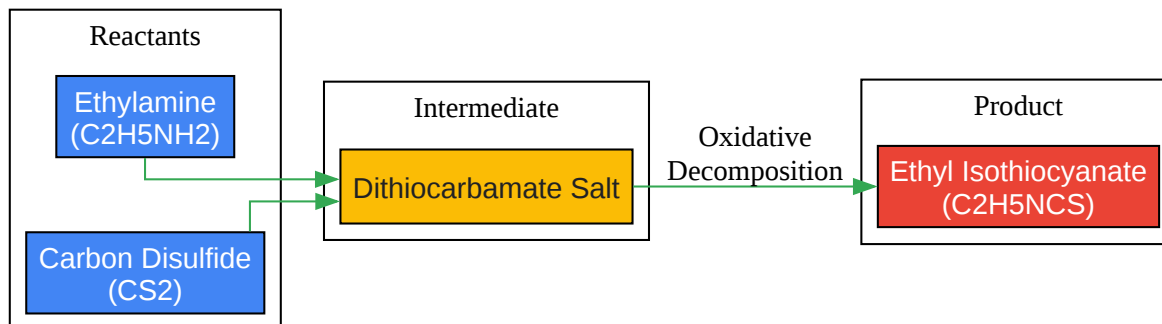 Reactants
Ethylamine
(C2H5NH2)
Carbon Disulfide
(CS2)
Intermediate
Dithiocarbamate Salt
Oxidative
Decomposition
Product
Ethyl Isothiocyanate
(C2H5NCS)